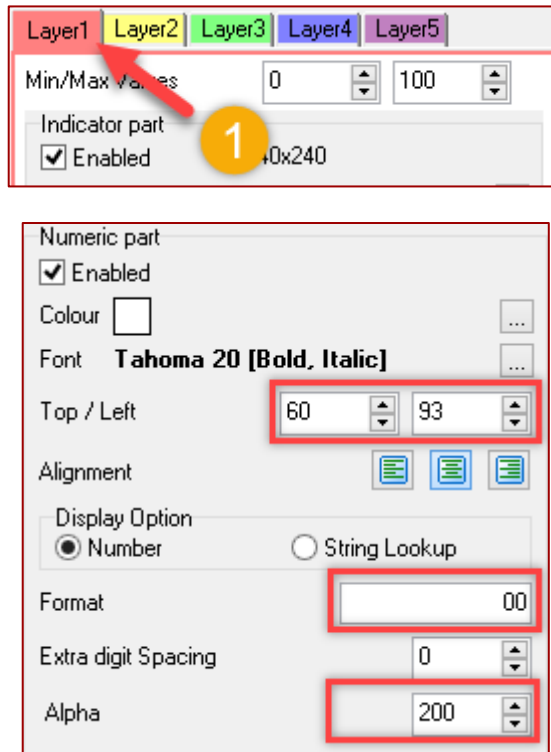 Layer1 Layer2 Layer3 Layer4 Layer5
Min/Max 0 100
Indicator part
Enabled 1
Numeric part
Enabled
Colour ...
Font Tahoma 20 [Bold, Italic] ...
Top / Left 60 93
Alignment
Display Option
Number String Lookup
Format 00
Extra digit Spacing 0
Alpha 200